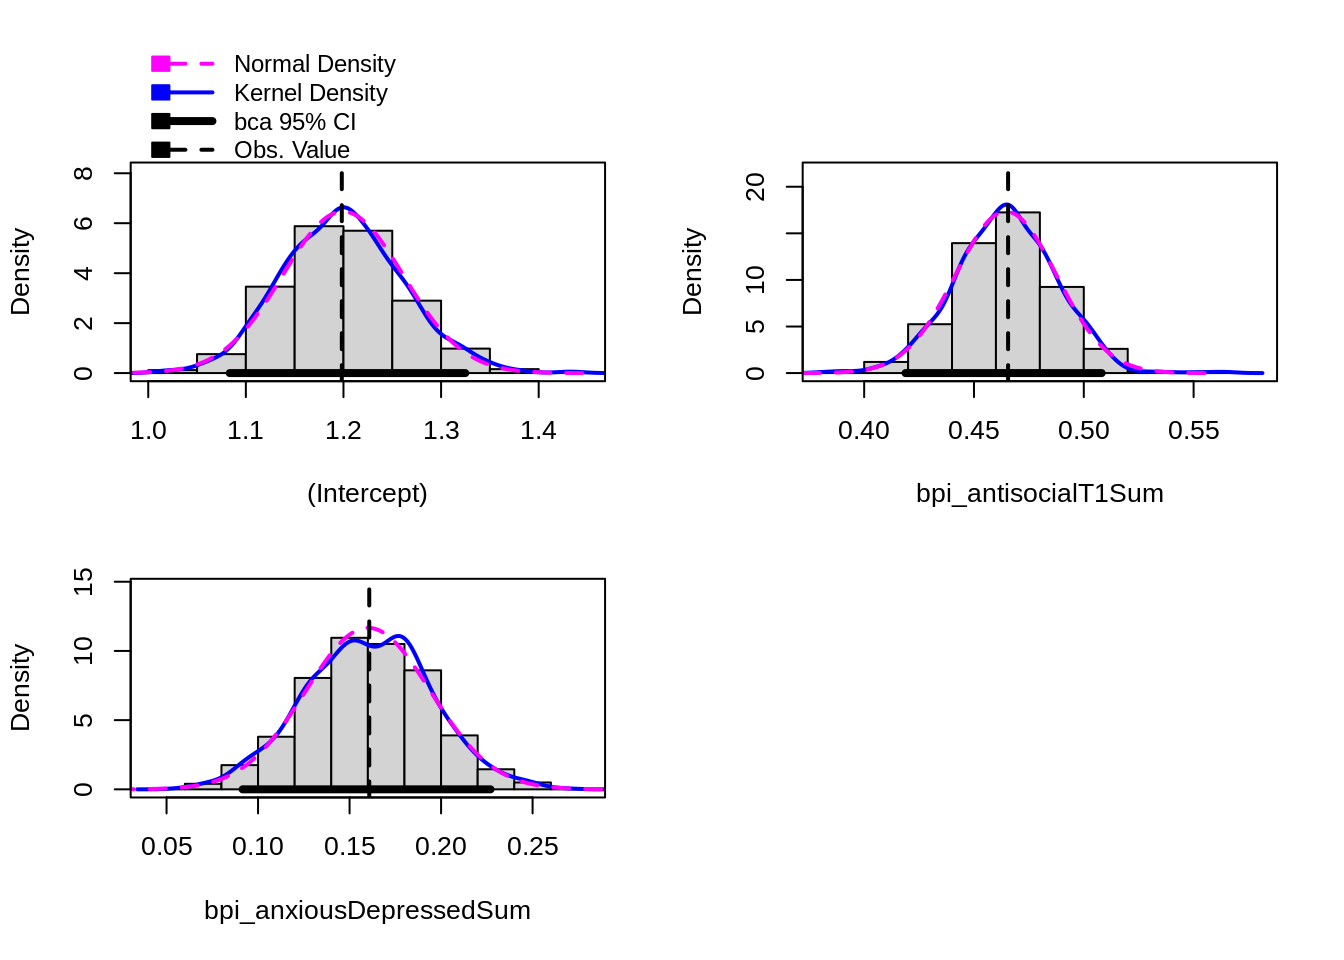 Normal Density
Kernel Density
bca 95% CI
Obs. Value
Density
0 2 4 6 8
1.0 1.1 1.2 1.3 1.4
(Intercept)
Density
0 5 10 20
0.40 0.45 0.50 0.55
bpi_antisocialT1Sum
Density
0 5 10 15
0.05 0.10 0.15 0.20 0.25
bpi_anxiousDepressedSum